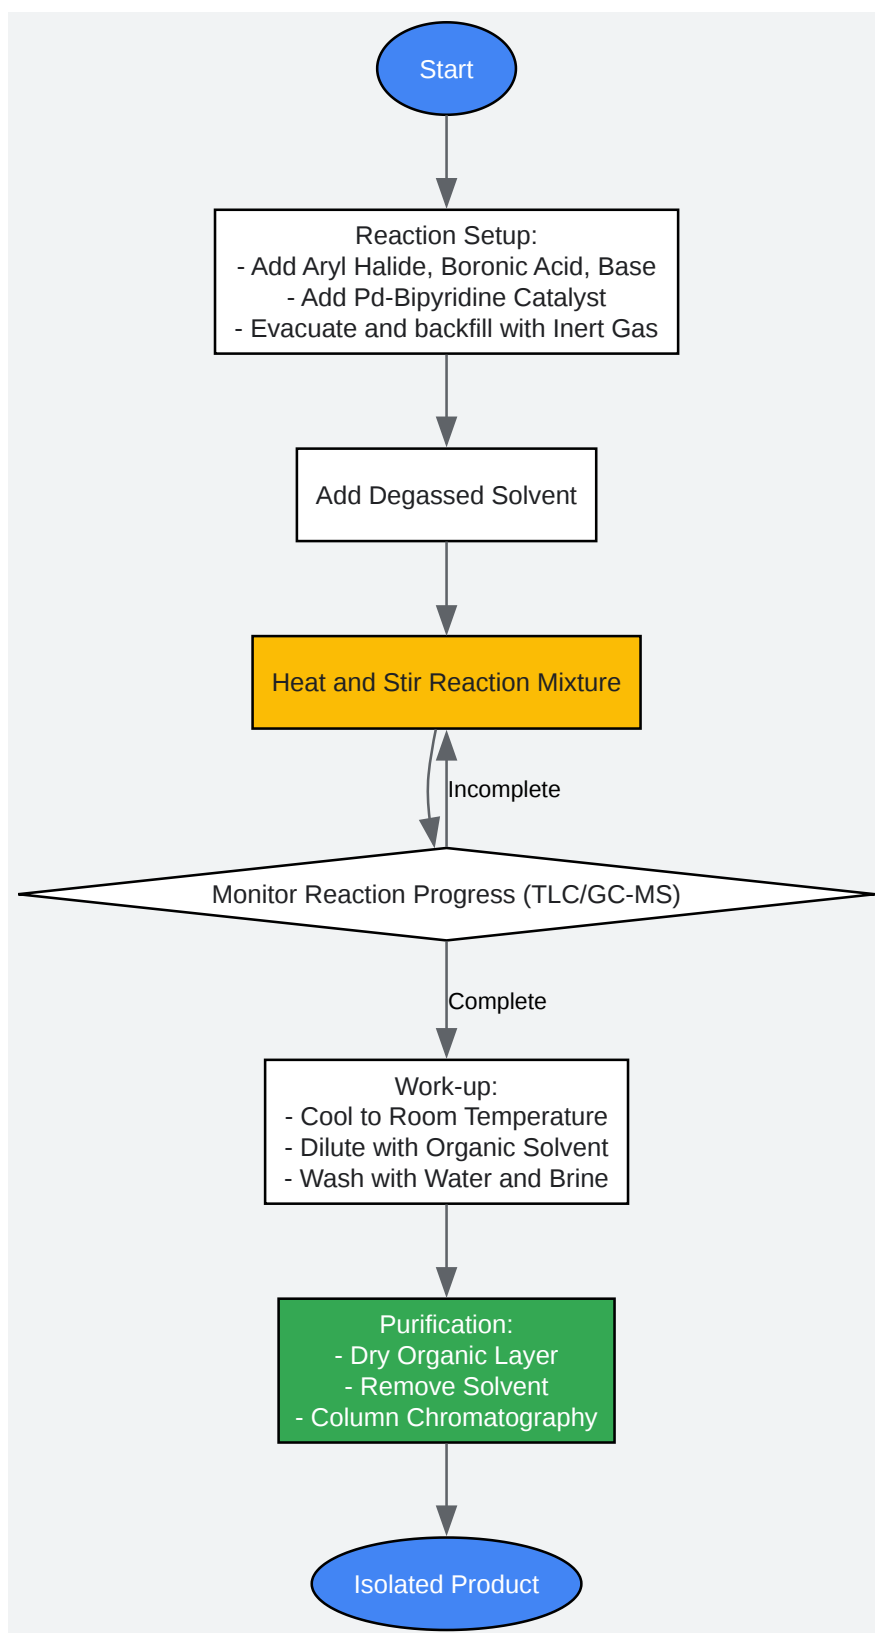 Start
Reaction Setup:
- Add Aryl Halide, Boronic Acid, Base
- Add Pd-Bipyridine Catalyst
- Evacuate and backfill with Inert Gas
Add Degassed Solvent
Heat and Stir Reaction Mixture
Incomplete
Monitor Reaction Progress (TLC/GC-MS)
Complete
Work-up:
- Cool to Room Temperature
- Dilute with Organic Solvent
- Wash with Water and Brine
Purification:
- Dry Organic Layer
- Remove Solvent
- Column Chromatography
Isolated Product